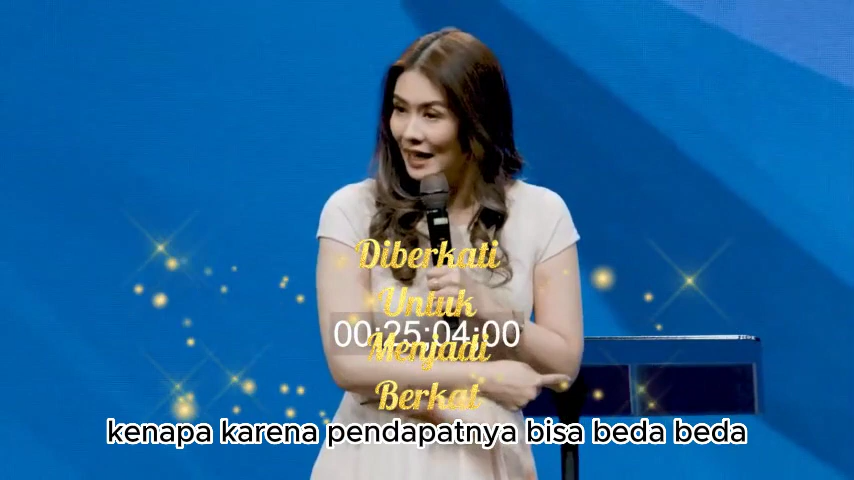 Diberkati
Untuk
00:25:04:00
Menjadi
Berkat
kenapa karena pendapatnya bisa beda beda